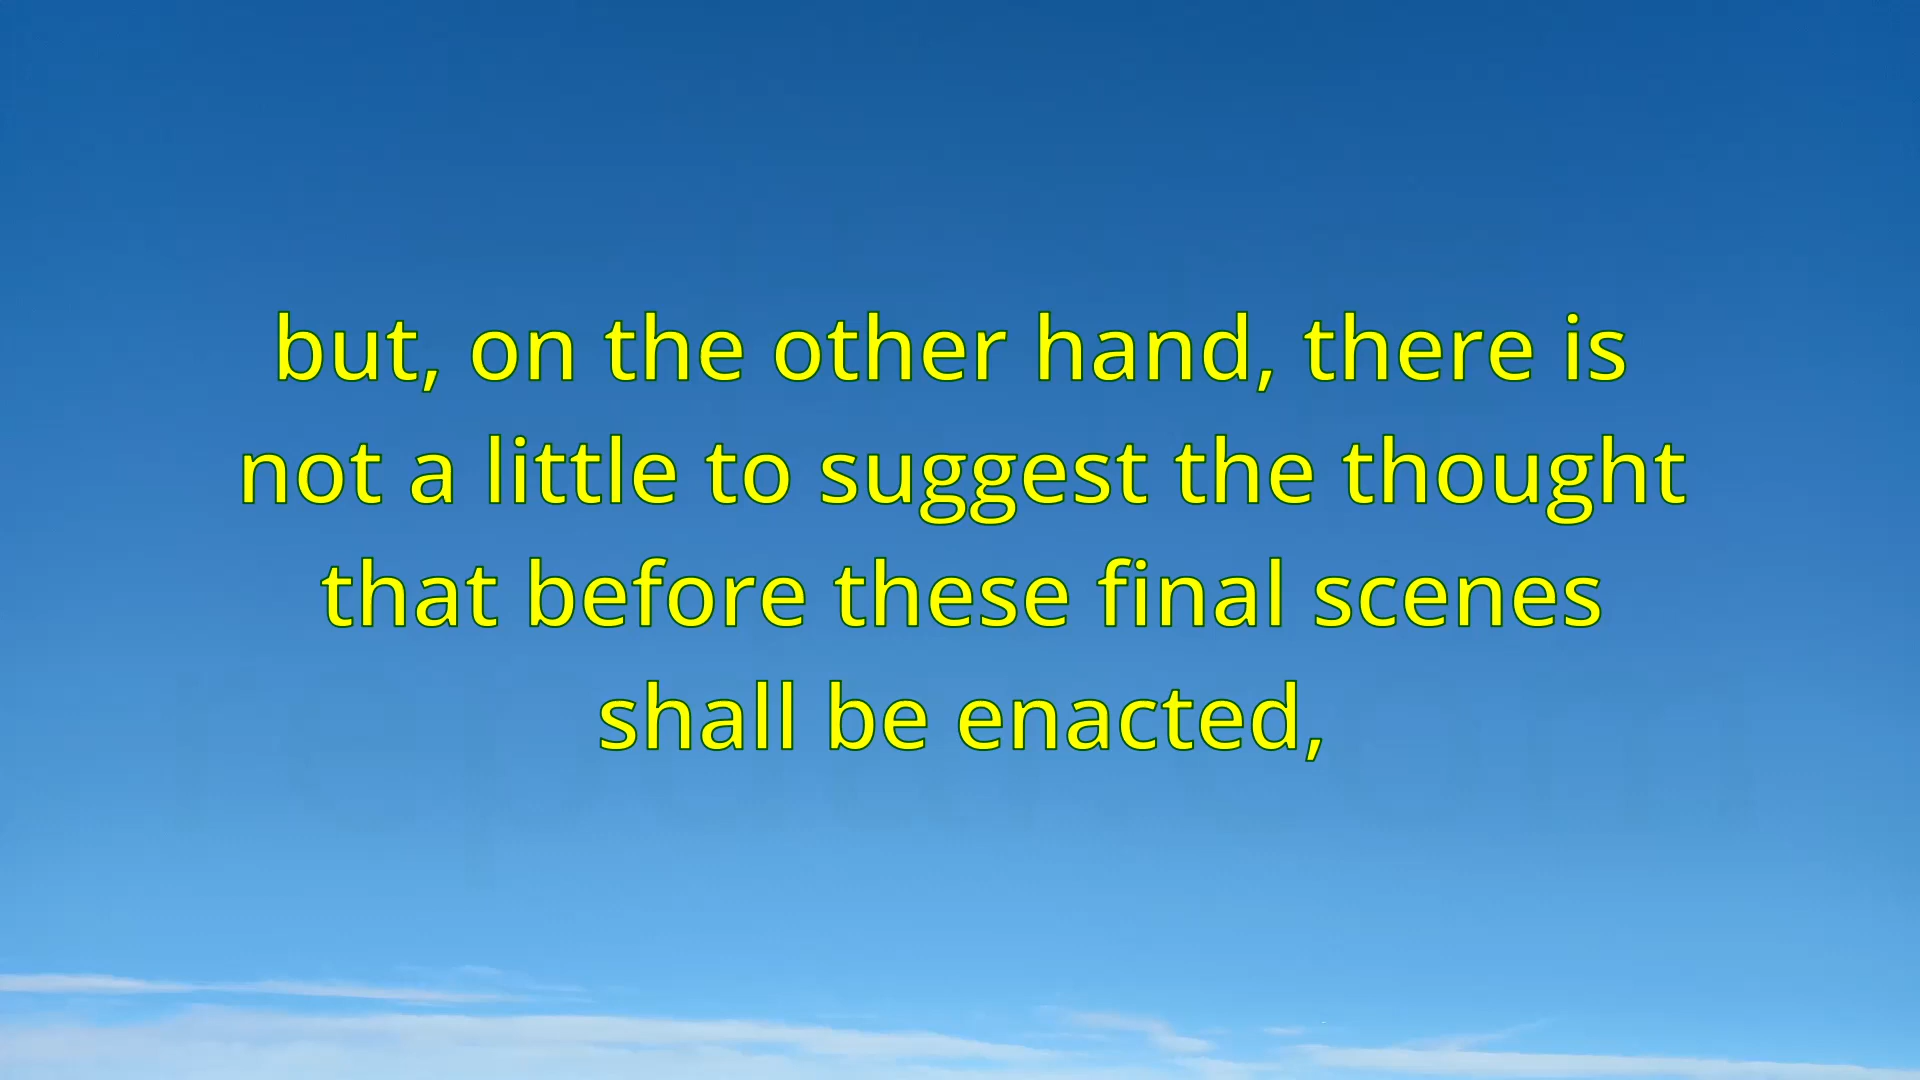 but, on the other hand, there is
not a little to suggest the thought
that before these final scenes
shall be enacted,